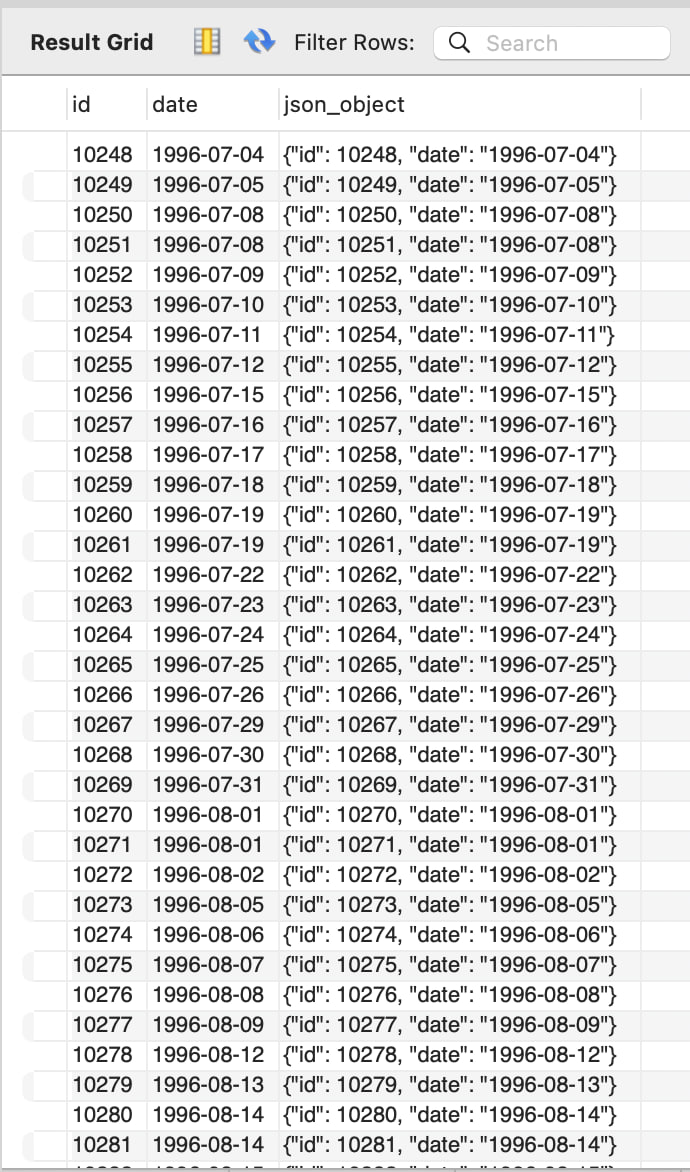 Result Grid Filter Rows: Search
id date json_object
10248 1996-07-04 {"id": 10248, "date": "1996-07-04"}
10249 1996-07-05 {"id": 10249, "date": "1996-07-05"}
10250 1996-07-08 {"id": 10250, "date": "1996-07-08"}
10251 1996-07-08 {"id": 10251, "date": "1996-07-08"}
10252 1996-07-09 {"id": 10252, "date": "1996-07-09"}
10253 1996-07-10 {"id": 10253, "date": "1996-07-10"}
10254 1996-07-11 {"id": 10254, "date": "1996-07-11"}
10255 1996-07-12 {"id": 10255, "date": "1996-07-12"}
10256 1996-07-15 {"id": 10256, "date": "1996-07-15"}
10257 1996-07-16 {"id": 10257, "date": "1996-07-16"}
10258 1996-07-17 {"id": 10258, "date": "1996-07-17"}
10259 1996-07-18 {"id": 10259, "date": "1996-07-18"}
10260 1996-07-19 {"id": 10260, "date": "1996-07-19"}
10261 1996-07-19 {"id": 10261, "date": "1996-07-19"}
10262 1996-07-22 {"id": 10262, "date": "1996-07-22"}
10263 1996-07-23 {"id": 10263, "date": "1996-07-23"}
10264 1996-07-24 {"id": 10264, "date": "1996-07-24"}
10265 1996-07-25 {"id": 10265, "date": "1996-07-25"}
10266 1996-07-26 {"id": 10266, "date": "1996-07-26"}
10267 1996-07-29 {"id": 10267, "date": "1996-07-29"}
10268 1996-07-30 {"id": 10268, "date": "1996-07-30"}
10269 1996-07-31 {"id": 10269, "date": "1996-07-31"}
10270 1996-08-01 {"id": 10270, "date": "1996-08-01"}
10271 1996-08-01 {"id": 10271, "date": "1996-08-01"}
10272 1996-08-02 {"id": 10272, "date": "1996-08-02"}
10273 1996-08-05 {"id": 10273, "date": "1996-08-05"}
10274 1996-08-06 {"id": 10274, "date": "1996-08-06"}
10275 1996-08-07 {"id": 10275, "date": "1996-08-07"}
10276 1996-08-08 {"id": 10276, "date": "1996-08-08"}
10277 1996-08-09 {"id": 10277, "date": "1996-08-09"}
10278 1996-08-12 {"id": 10278, "date": "1996-08-12"}
10279 1996-08-13 {"id": 10279, "date": "1996-08-13"}
10280 1996-08-14 {"id": 10280, "date": "1996-08-14"}
10281 1996-08-14 {"id": 10281, "date": "1996-08-14"}